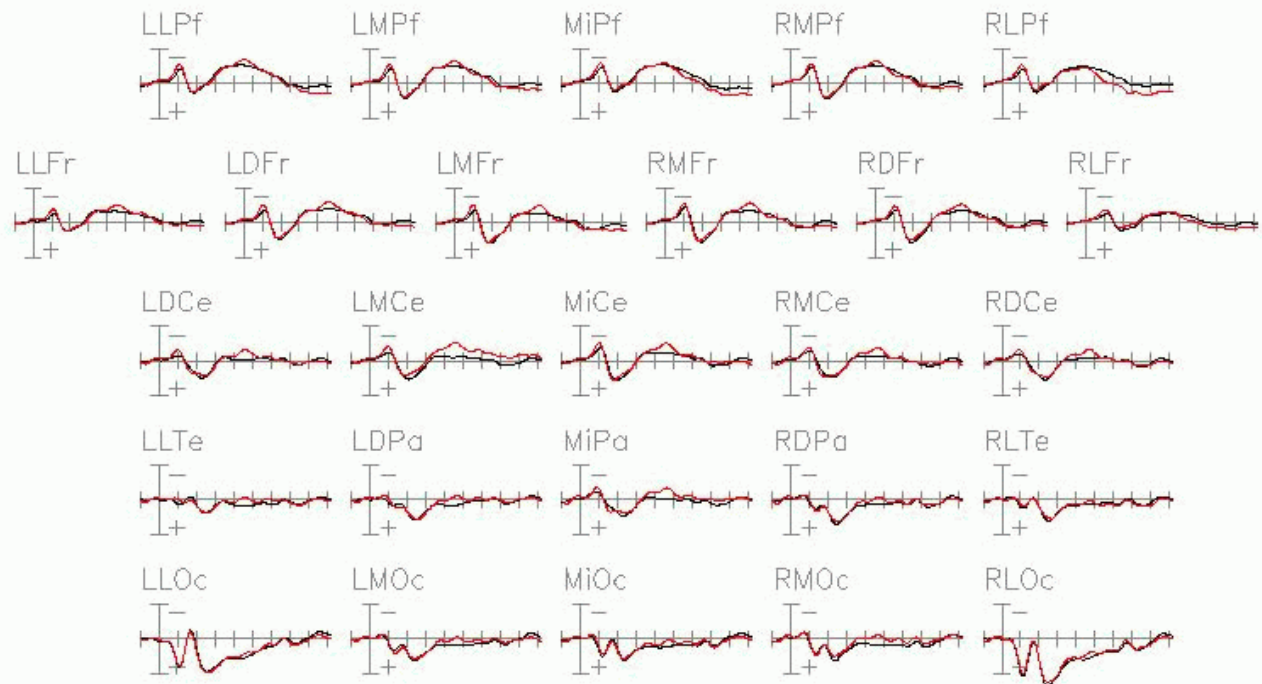 LLPf LMPf MiPf RMPf RLPf
− − − − −
+ + + + +
LLFr LDFr LMFr RMFr RDFr RLFr
− − − − − −
+ + + + + +
LDCe LMCe MiCe RMCe RDCe
− − − − −
+ + + + +
LLTe LDPa MiPa RDPa RLTe
− − − − −
+ + + + +
LLOc LMOc MiOc RMOc RLOc
− − − − −
+ + + + +